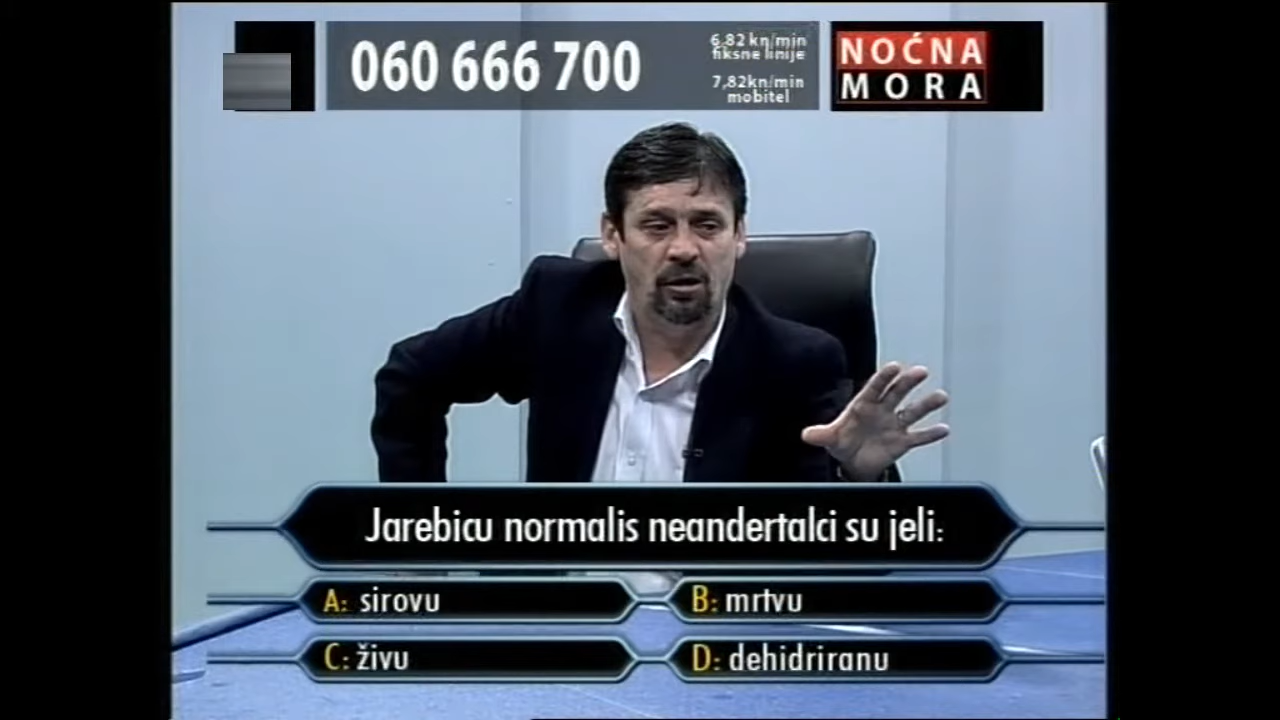 060 666 700
6,82 kn/min
fiksne linije
7,82kn/min
mobitel
NOĆNA
MORA
Jarebicu normalis neandertalci su jeli:
A: sirovu
B: mrtvu
C: živu
D: dehidriranu